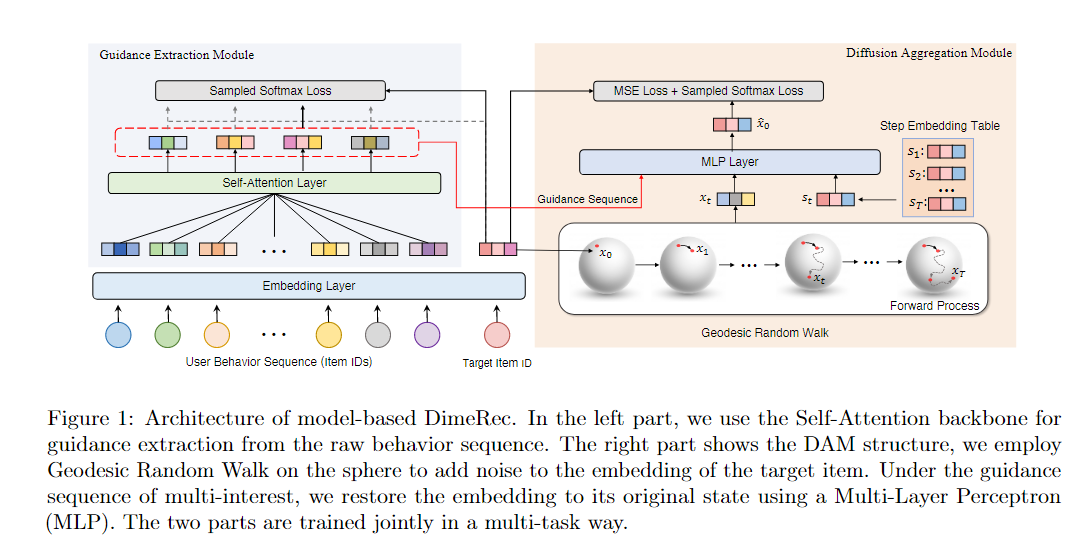 Guidance Extraction Module
Diffusion Aggregation Module
Sampled Softmax Loss
MSE Loss + Sampled Softmax Loss
x̂₀
Step Embedding Table
MLP Layer
s₁:
s₂:
...
s_T:
Self-Attention Layer
Guidance Sequence
x_t
s_t
...
x₀
x₁
...
x_t
...
x_T
Forward Process
Embedding Layer
Geodesic Random Walk
...
User Behavior Sequence (Item IDs)
Target Item ID
Figure 1: Architecture of model-based DimeRec. In the left part, we use the Self-Attention backbone for
guidance extraction from the raw behavior sequence. The right part shows the DAM structure, we employ
Geodesic Random Walk on the sphere to add noise to the embedding of the target item. Under the guidance
sequence of multi-interest, we restore the embedding to its original state using a Multi-Layer Perceptron
(MLP). The two parts are trained jointly in a multi-task way.